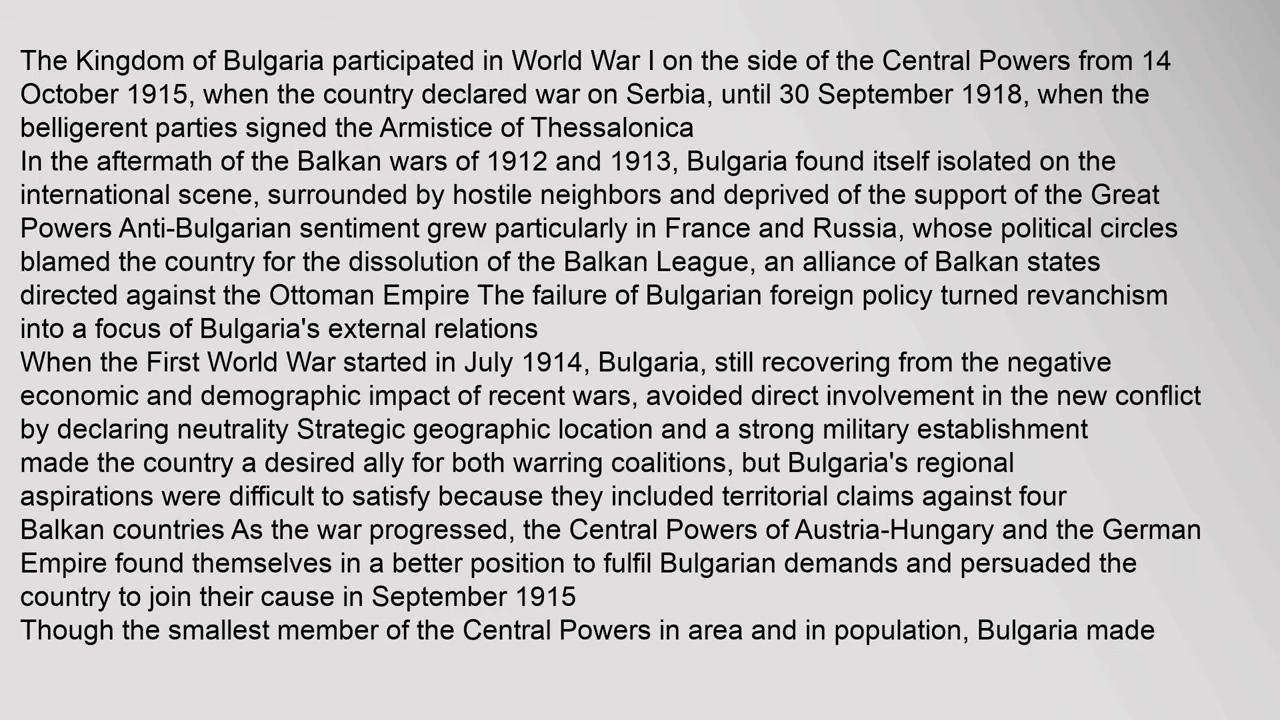 The Kingdom of Bulgaria participated in World War I on the side of the Central Powers from 14
October 1915, when the country declared war on Serbia, until 30 September 1918, when the
belligerent parties signed the Armistice of Thessalonica
In the aftermath of the Balkan wars of 1912 and 1913, Bulgaria found itself isolated on the
international scene, surrounded by hostile neighbors and deprived of the support of the Great
Powers Anti-Bulgarian sentiment grew particularly in France and Russia, whose political circles
blamed the country for the dissolution of the Balkan League, an alliance of Balkan states
directed against the Ottoman Empire The failure of Bulgarian foreign policy turned revanchism
into a focus of Bulgaria's external relations
When the First World War started in July 1914, Bulgaria, still recovering from the negative
economic and demographic impact of recent wars, avoided direct involvement in the new conflict
by declaring neutrality Strategic geographic location and a strong military establishment
made the country a desired ally for both warring coalitions, but Bulgaria's regional
aspirations were difficult to satisfy because they included territorial claims against four
Balkan countries As the war progressed, the Central Powers of Austria-Hungary and the German
Empire found themselves in a better position to fulfil Bulgarian demands and persuaded the
country to join their cause in September 1915
Though the smallest member of the Central Powers in area and in population, Bulgaria made